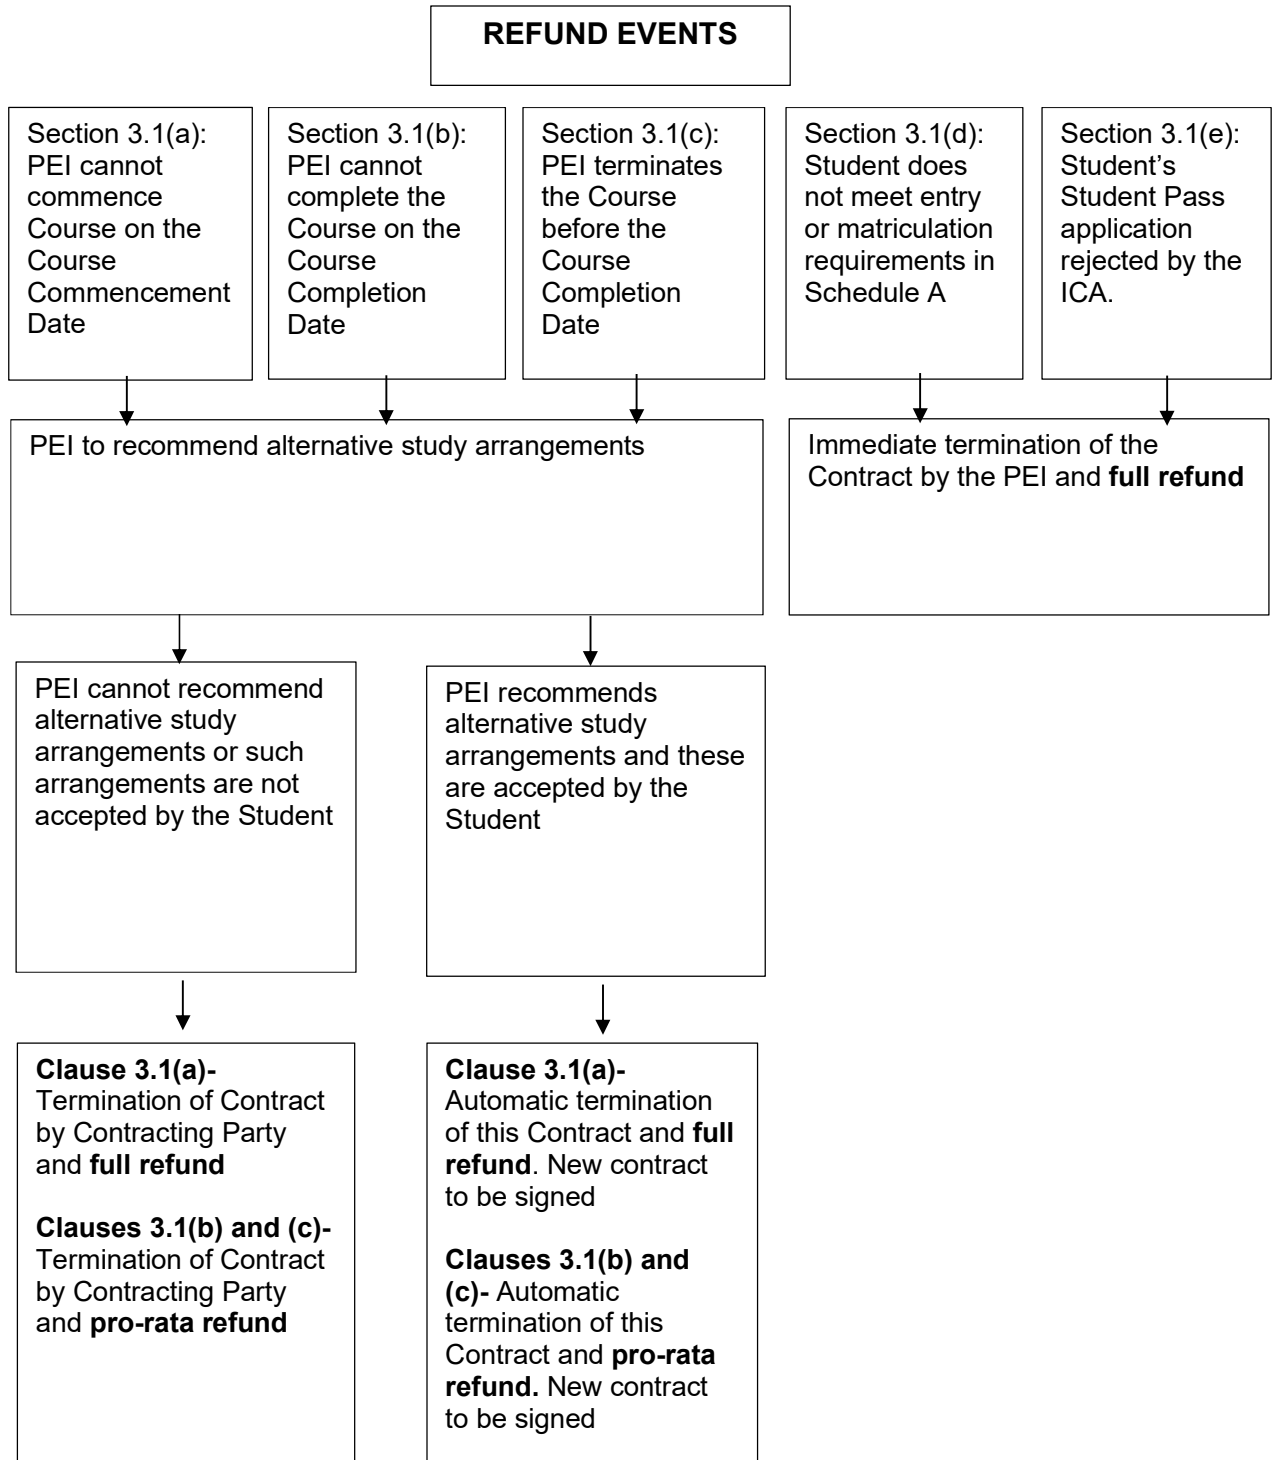 REFUND EVENTS
Section 3.1(a):
PEI cannot
commence
Course on the
Course
Commencement
Date
Section 3.1(b):
PEI cannot
complete the
Course on the
Course
Completion
Date
Section 3.1(c):
PEI terminates
the Course
before the
Course
Completion
Date
Section 3.1(d):
Student does
not meet entry
or matriculation
requirements in
Schedule A
Section 3.1(e):
Student’s
Student Pass
application
rejected by the
ICA.
PEI to recommend alternative study arrangements
Immediate termination of the
Contract by the PEI and full refund
PEI cannot recommend
alternative study
arrangements or such
arrangements are not
accepted by the Student
PEI recommends
alternative study
arrangements and these
are accepted by the
Student
Clause 3.1(a)-
Termination of Contract
by Contracting Party
and full refund
Clauses 3.1(b) and (c)-
Termination of Contract
by Contracting Party
and pro-rata refund
Clause 3.1(a)-
Automatic termination
of this Contract and full
refund. New contract
to be signed
Clauses 3.1(b) and
(c)- Automatic
termination of this
Contract and pro-rata
refund. New contract
to be signed